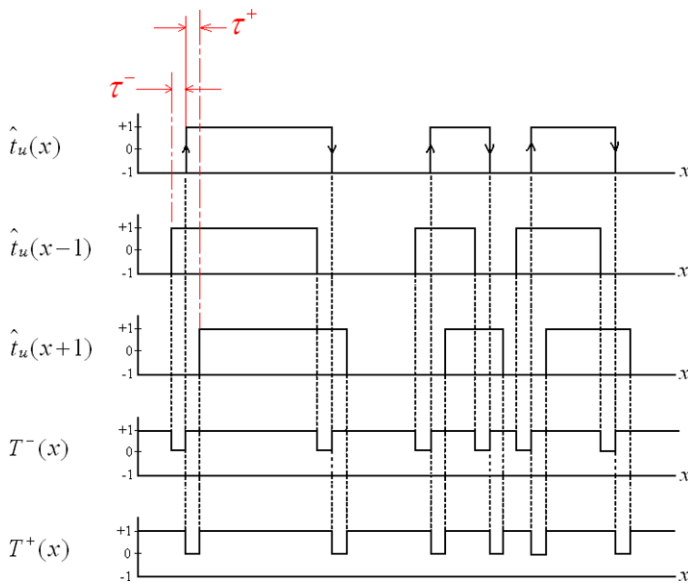 τ⁺
τ⁻
t̂ᵤ(x)
+1
0
-1
x
t̂ᵤ(x−1)
+1
0
-1
x
t̂ᵤ(x+1)
+1
0
-1
x
T⁻(x)
+1
0
-1
x
T⁺(x)
+1
0
-1
x